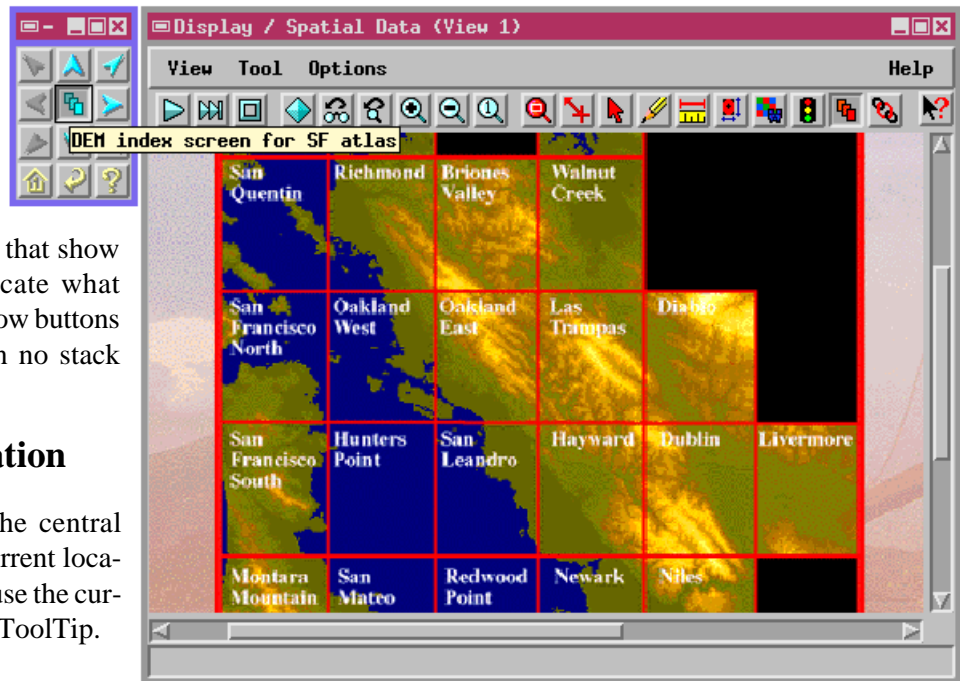 Display / Spatial Data (View 1)
View Tool Options Help
1
?
DEM index screen for SF atlas
?
San Quentin
Richmond
Briones Valley
Walnut Creek
San Francisco North
Oakland West
Oakland East
Las Trampas
Diablo
San Francisco South
Hunters Point
San Leandro
Hayward
Dublin
Livermore
Montara Mountain
San Mateo
Redwood Point
Newark
Niles
that show
cate what
ow buttons
n no stack
ation
he central
urrent loca-
use the cur-
ToolTip.